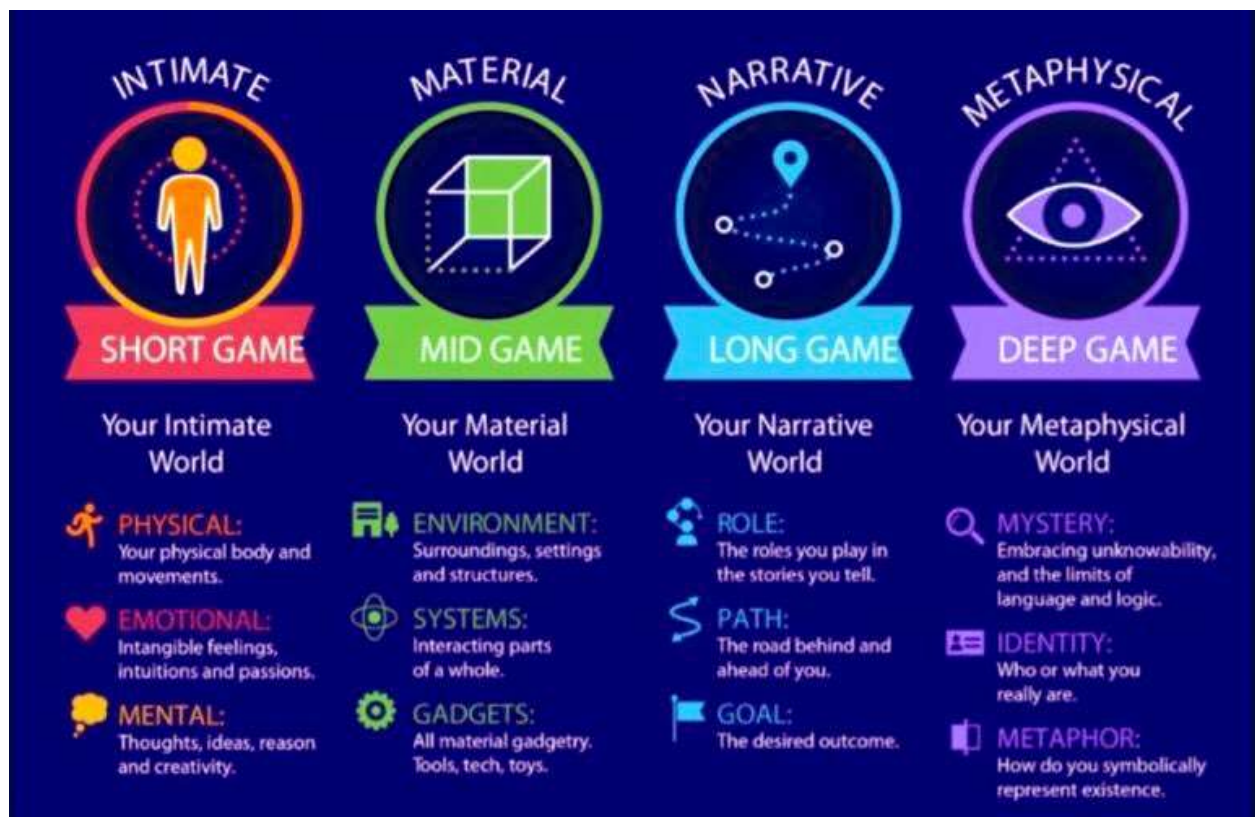 INTIMATE
SHORT GAME
Your Intimate
World
PHYSICAL:
Your physical body and
movements.
EMOTIONAL:
Intangible feelings,
intuitions and passions.
MENTAL:
Thoughts, ideas, reason
and creativity.
MATERIAL
MID GAME
Your Material
World
ENVIRONMENT:
Surroundings, settings
and structures.
SYSTEMS:
Interacting parts
of a whole.
GADGETS:
All material gadgetry.
Tools, tech, toys.
NARRATIVE
LONG GAME
Your Narrative
World
ROLE:
The roles you play in
the stories you tell.
PATH:
The road behind and
ahead of you.
GOAL:
The desired outcome.
METAPHYSICAL
DEEP GAME
Your Metaphysical
World
MYSTERY:
Embracing unknowability,
and the limits of
language and logic.
IDENTITY:
Who or what you
really are.
METAPHOR:
How do you symbolically
represent existence.